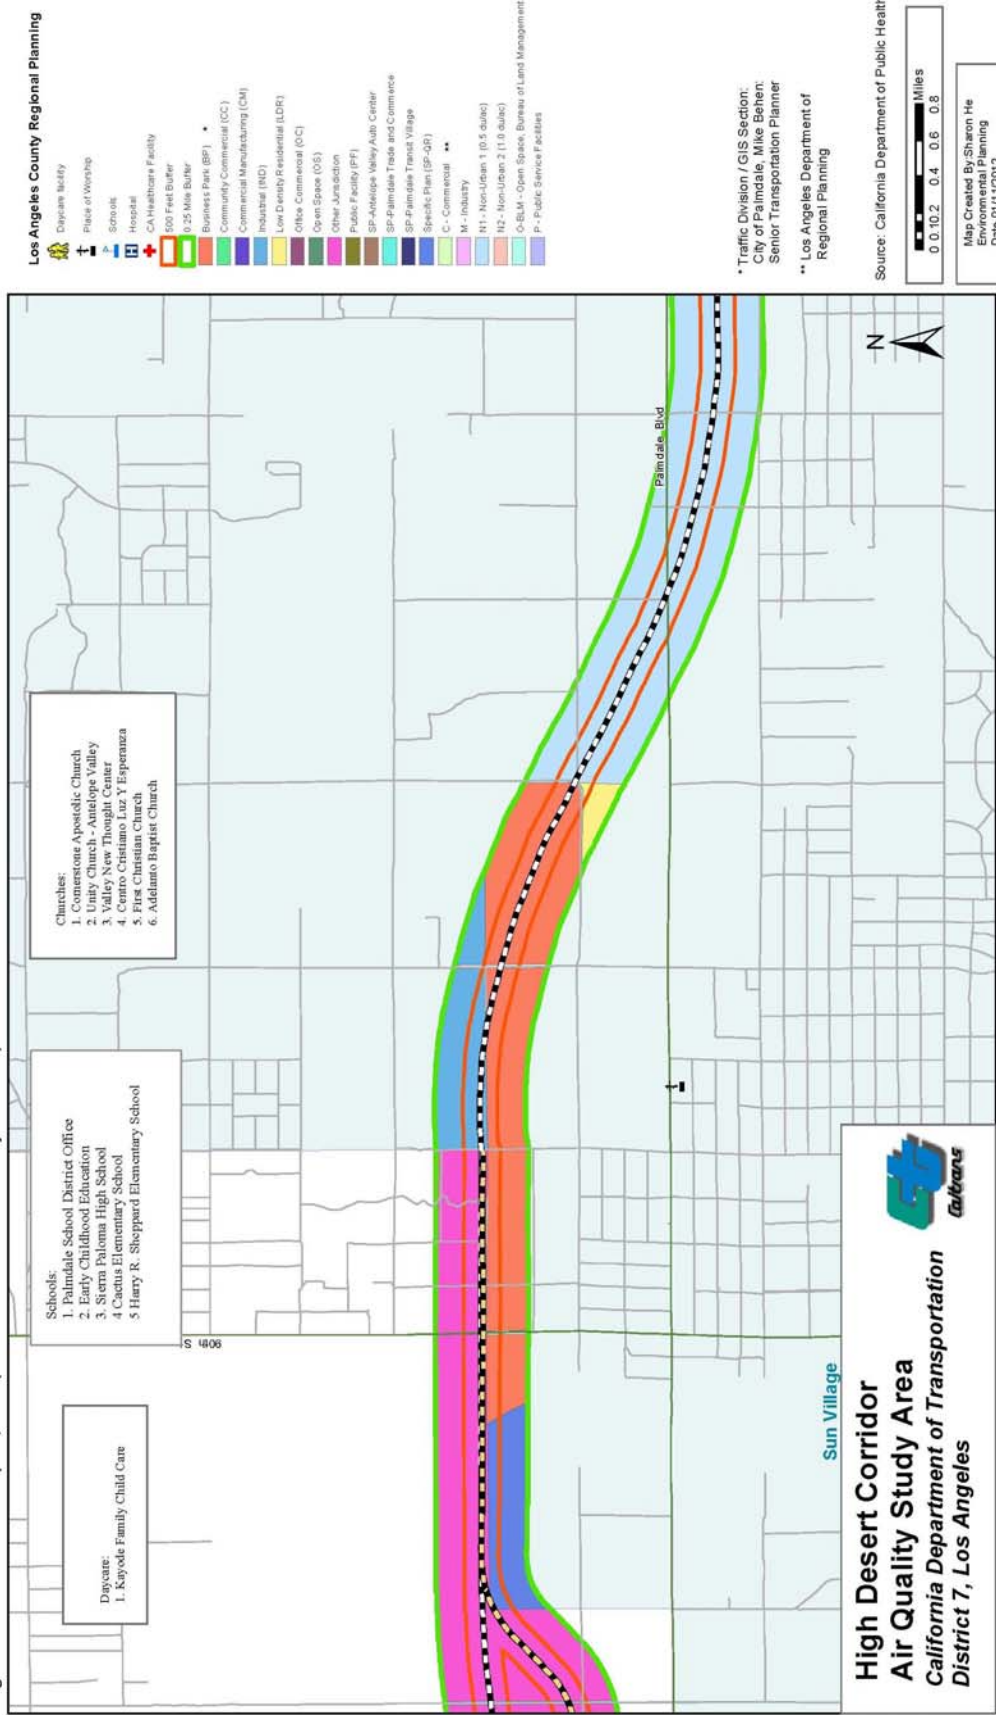 Los Angeles County Regional Planning
Daycare facility
Place of Worship
Schools
Hospital
CA Healthcare Facility
500 Feet Buffer
0.25 Mile Buffer
Business Park (BP) *
Community Commercial (CC)
Commercial Manufacturing (CM)
Industrial (IND)
Low Density Residential (LDR)
Office Commercial (OC)
Open Space (OS)
Other Jurisdiction
Public Facility (PF)
SP-Antelope Valley Auto Center
SP-Palmdale Trade and Commerce
SP-Palmdale Transit Village
Specific Plan (SP-QR)
C - Commercial **
M - Industry
N1 - Non-Urban 1 (0.5 du/ac)
N2 - Non-Urban 2 (1.0 du/ac)
O-BLM - Open Space, Bureau of Land Management
P - Public Service Facilities
* Traffic Division / GIS Section:
City of Palmdale, Mike Behen:
Senior Transportation Planner
** Los Angeles Department of
Regional Planning
Source: California Department of Public Health
Miles
0 0.1 0.2 0.4 0.6 0.8
Map Created By:Sharon He
Environmental Planning
Daycare:
1. Kayode Family Child Care
Schools:
1. Palmdale School District Office
2. Early Childhood Education
3. Sierra Paloma High School
4 Cactus Elementary School
5 Harry R. Sheppard Elementary School
Churches:
1. Cornerstone Apostolic Church
2. Unity Church - Antelope Valley
3. Valley New Thought Center
4. Centro Cristiano Luz Y Esperanza
5. First Christian Church
6. Adelanto Baptist Church
90th S
Palmdale Blvd
N
Sun Village
High Desert Corridor
Air Quality Study Area
California Department of Transportation
District 7, Los Angeles
Caltrans